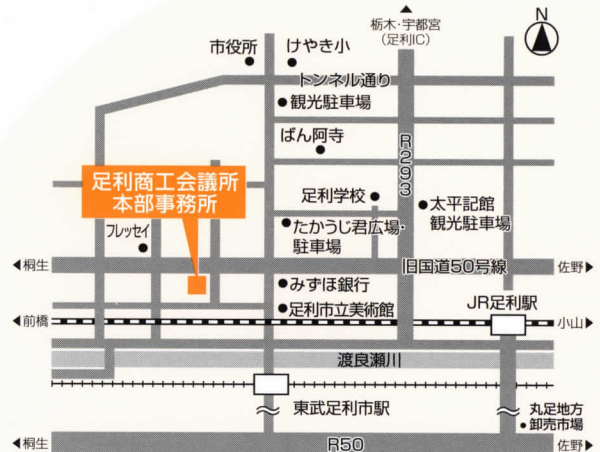 N
栃木・宇都宮
(足利IC)
市役所
けやき小
トンネル通り
観光駐車場
ばん阿寺
R293
足利商工会議所
本部事務所
足利学校
太平記館
観光駐車場
フレッセイ
たかうじ君広場・
駐車場
桐生
旧国道50号線
佐野
みずほ銀行
足利市立美術館
JR足利駅
前橋
小山
渡良瀬川
東武足利市駅
丸足地方
卸売市場
桐生
R50
佐野